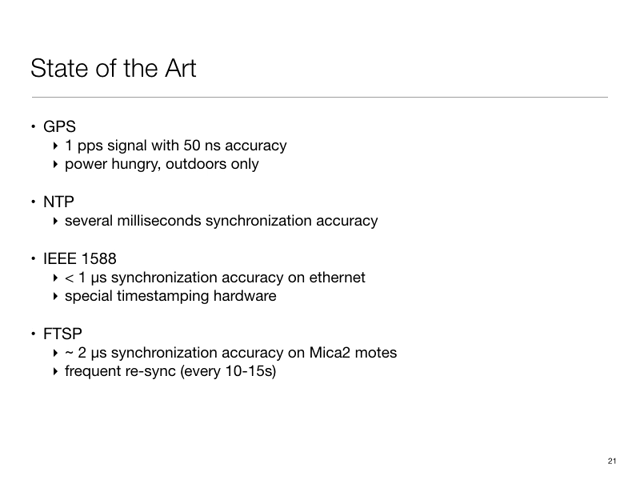 State of the Art
• GPS
‣ 1 pps signal with 50 ns accuracy
‣ power hungry, outdoors only
• NTP
‣ several milliseconds synchronization accuracy
• IEEE 1588
‣ < 1 µs synchronization accuracy on ethernet
‣ special timestamping hardware
• FTSP
‣ ~ 2 µs synchronization accuracy on Mica2 motes
‣ frequent re-sync (every 10-15s)
21